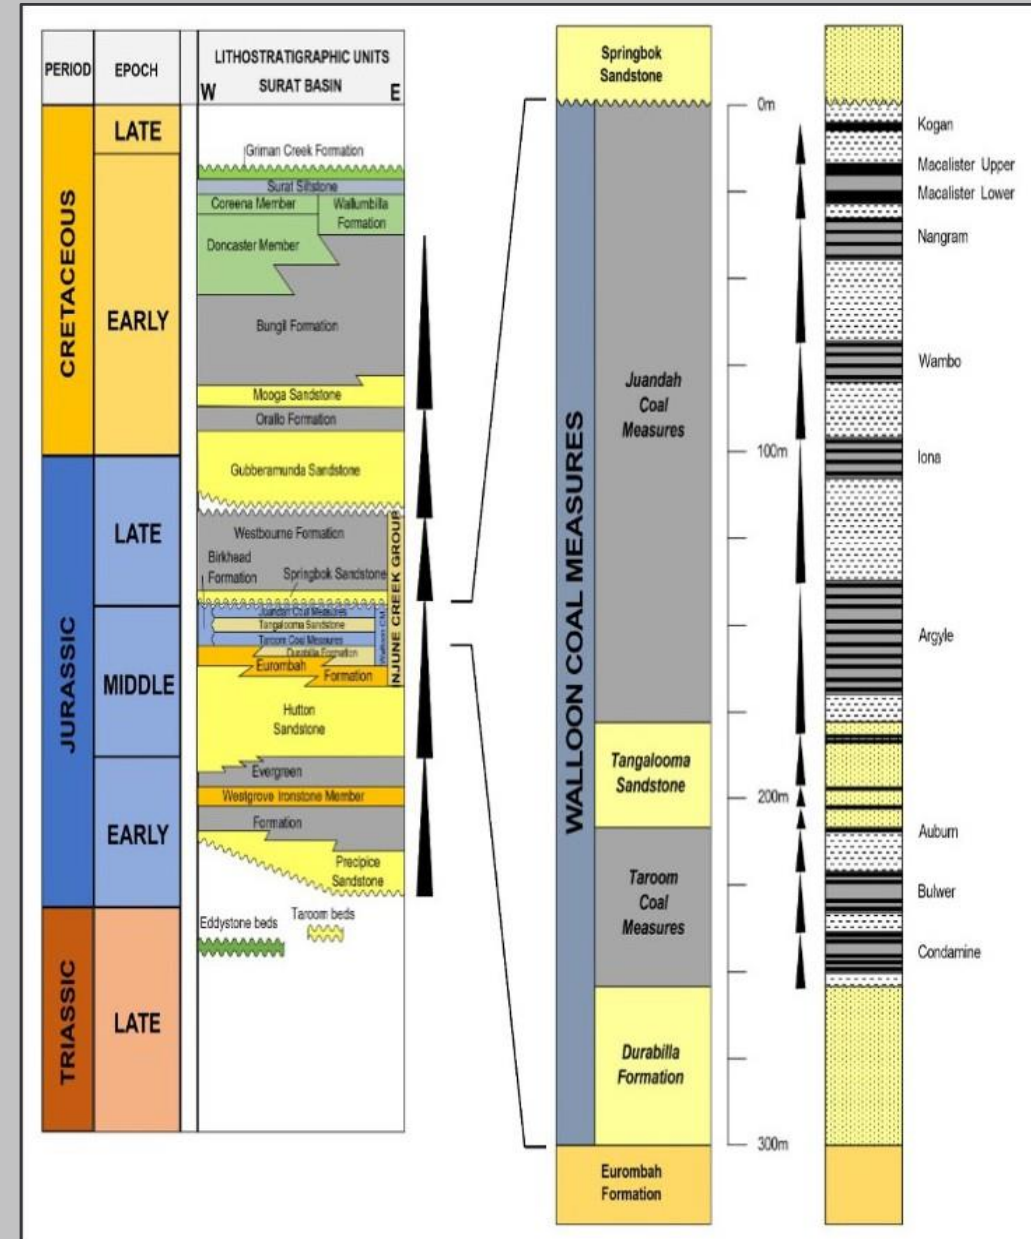 PERIOD
EPOCH
LITHOSTRATIGRAPHIC UNITS
SURAT BASIN
W
E
CRETACEOUS
LATE
EARLY
JURASSIC
LATE
MIDDLE
EARLY
TRIASSIC
LATE
Griman Creek Formation
Surat Siltstone
Coreena Member
Wallumbilla
Formation
Doncaster Member
Bungil Formation
Mooga Sandstone
Orallo Formation
Gubberamunda Sandstone
Westbourne Formation
Birkhead
Formation
Springbok Sandstone
Juandah Coal Measures
Tangalooma Sandstone
Taroom Coal Measures
Durabilla Formation
Walloon CM
INJUNE CREEK GROUP
Eurombah
Formation
Hutton
Sandstone
Evergreen
Westgrove Ironstone Member
Formation
Precipice
Sandstone
Eddystone beds
Taroom beds
Springbok
Sandstone
WALLOON COAL MEASURES
Juandah
Coal
Measures
Tangalooma
Sandstone
Taroom
Coal
Measures
Durabilla
Formation
Eurombah
Formation
0m
100m
200m
300m
Kogan
Macalister Upper
Macalister Lower
Nangram
Wambo
Iona
Argyle
Auburn
Bulwer
Condamine